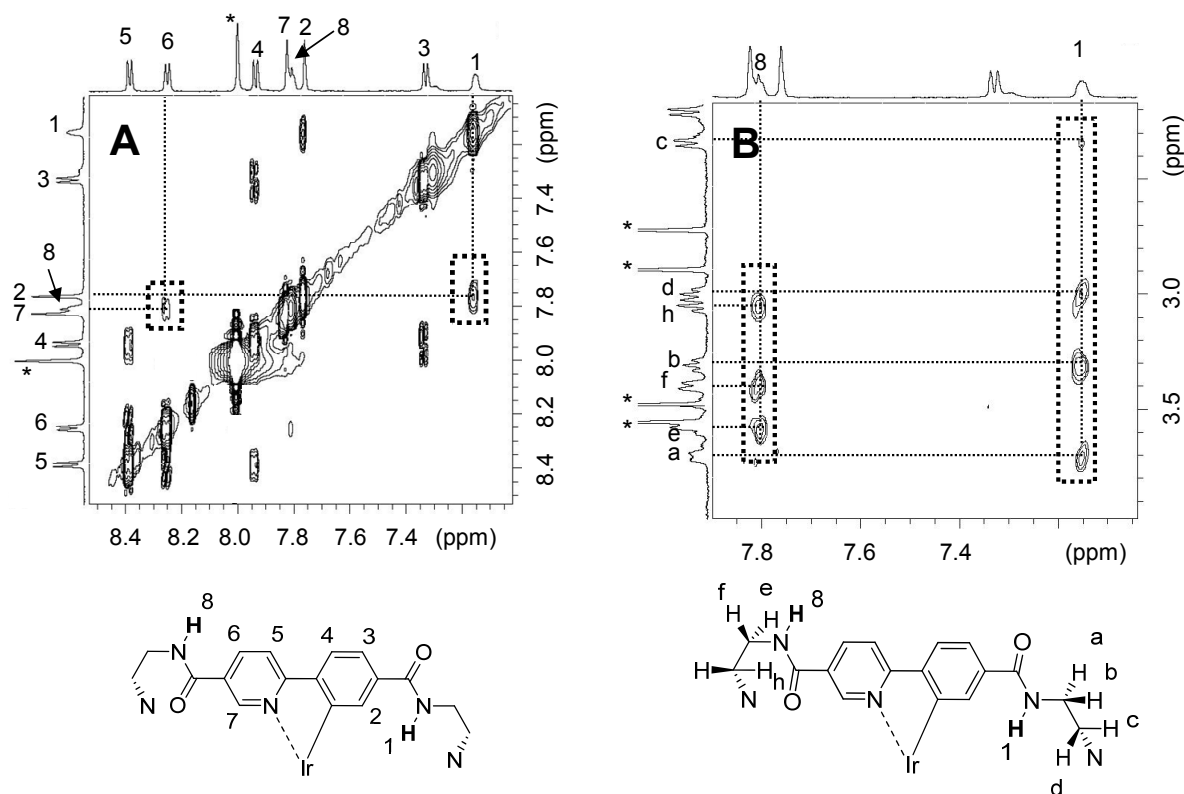 5 6 * 4 7 2 8 3 1
A
1
3
8
2
7
4
*
6
5
(ppm)
7.4
7.6
7.8
8.0
8.2
8.4
8.4 8.2 8.0 7.8 7.6 7.4 (ppm)
8 1
B
c
*
*
d
h
b
f
*
*
e
a
(ppm)
3.0
3.5
7.8 7.6 7.4 (ppm)
8
H
N
6 5 4 3
O
O
N
7 N
2
N
H
1
N
Ir
f e 8
H H H
N
H H
h
N
O
N
O
a
H b
N H
H
1
c
H
H N
d
Ir